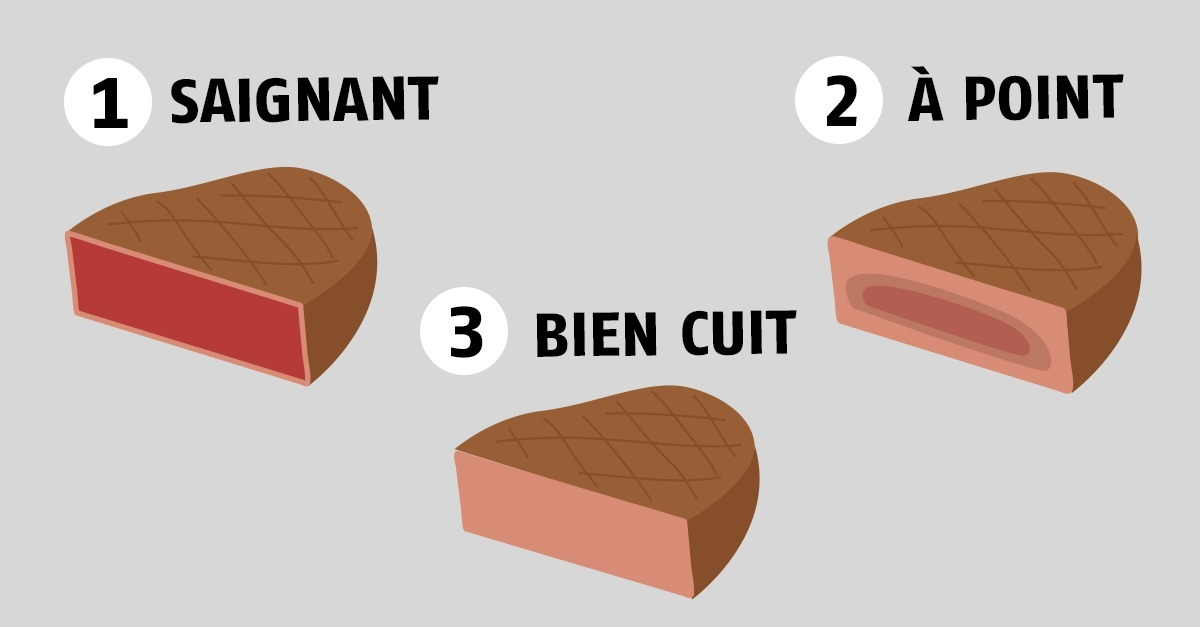 1 SAIGNANT
2 À POINT
3 BIEN CUIT